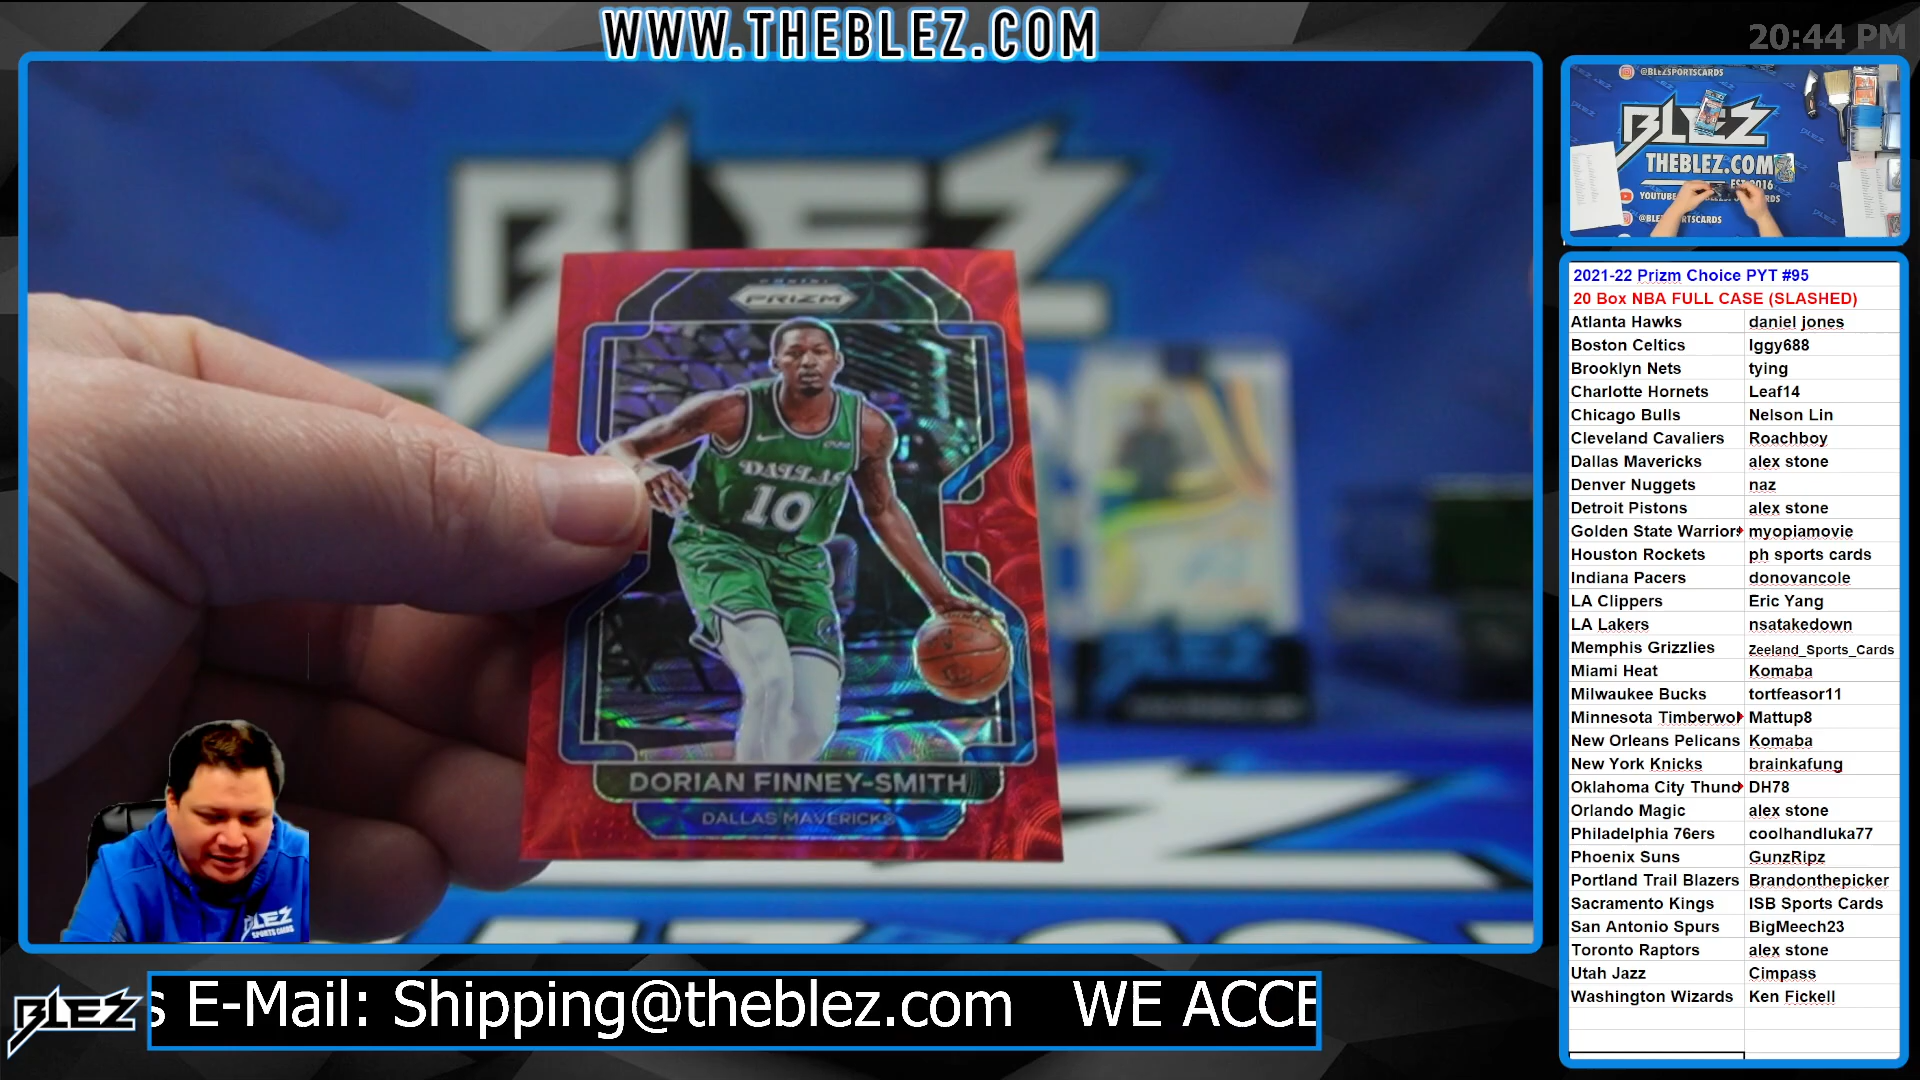 WWW.THEBLEZ.COM
20:44 PM
BLEZ
PRIZM
DALLAS
10
DORIAN FINNEY-SMITH
DALLAS MAVERICKS
BLEZ
SPORTS CARDS
BLEZ
s E-Mail: Shipping@theblez.com WE ACCE
@BLEZSPORTSCARDS
BLEZ
THEBLEZ.COM
YOUTUBE
2021-22 Prizm Choice PYT #95
20 Box NBA FULL CASE (SLASHED)
Atlanta Hawks daniel jones
Boston Celtics Iggy688
Brooklyn Nets tying
Charlotte Hornets Leaf14
Chicago Bulls Nelson Lin
Cleveland Cavaliers Roachboy
Dallas Mavericks alex stone
Denver Nuggets naz
Detroit Pistons alex stone
Golden State Warriors myopiamovie
Houston Rockets ph sports cards
Indiana Pacers donovancole
LA Clippers Eric Yang
LA Lakers nsatakedown
Memphis Grizzlies Zeeland_Sports_Cards
Miami Heat Komaba
Milwaukee Bucks tortfeasor11
Minnesota Timberwol Mattup8
New Orleans Pelicans Komaba
New York Knicks brainkafung
Oklahoma City Thund DH78
Orlando Magic alex stone
Philadelphia 76ers coolhandluka77
Phoenix Suns GunzRipz
Portland Trail Blazers Brandonthepicker
Sacramento Kings ISB Sports Cards
San Antonio Spurs BigMeech23
Toronto Raptors alex stone
Utah Jazz Cimpass
Washington Wizards Ken Fickell